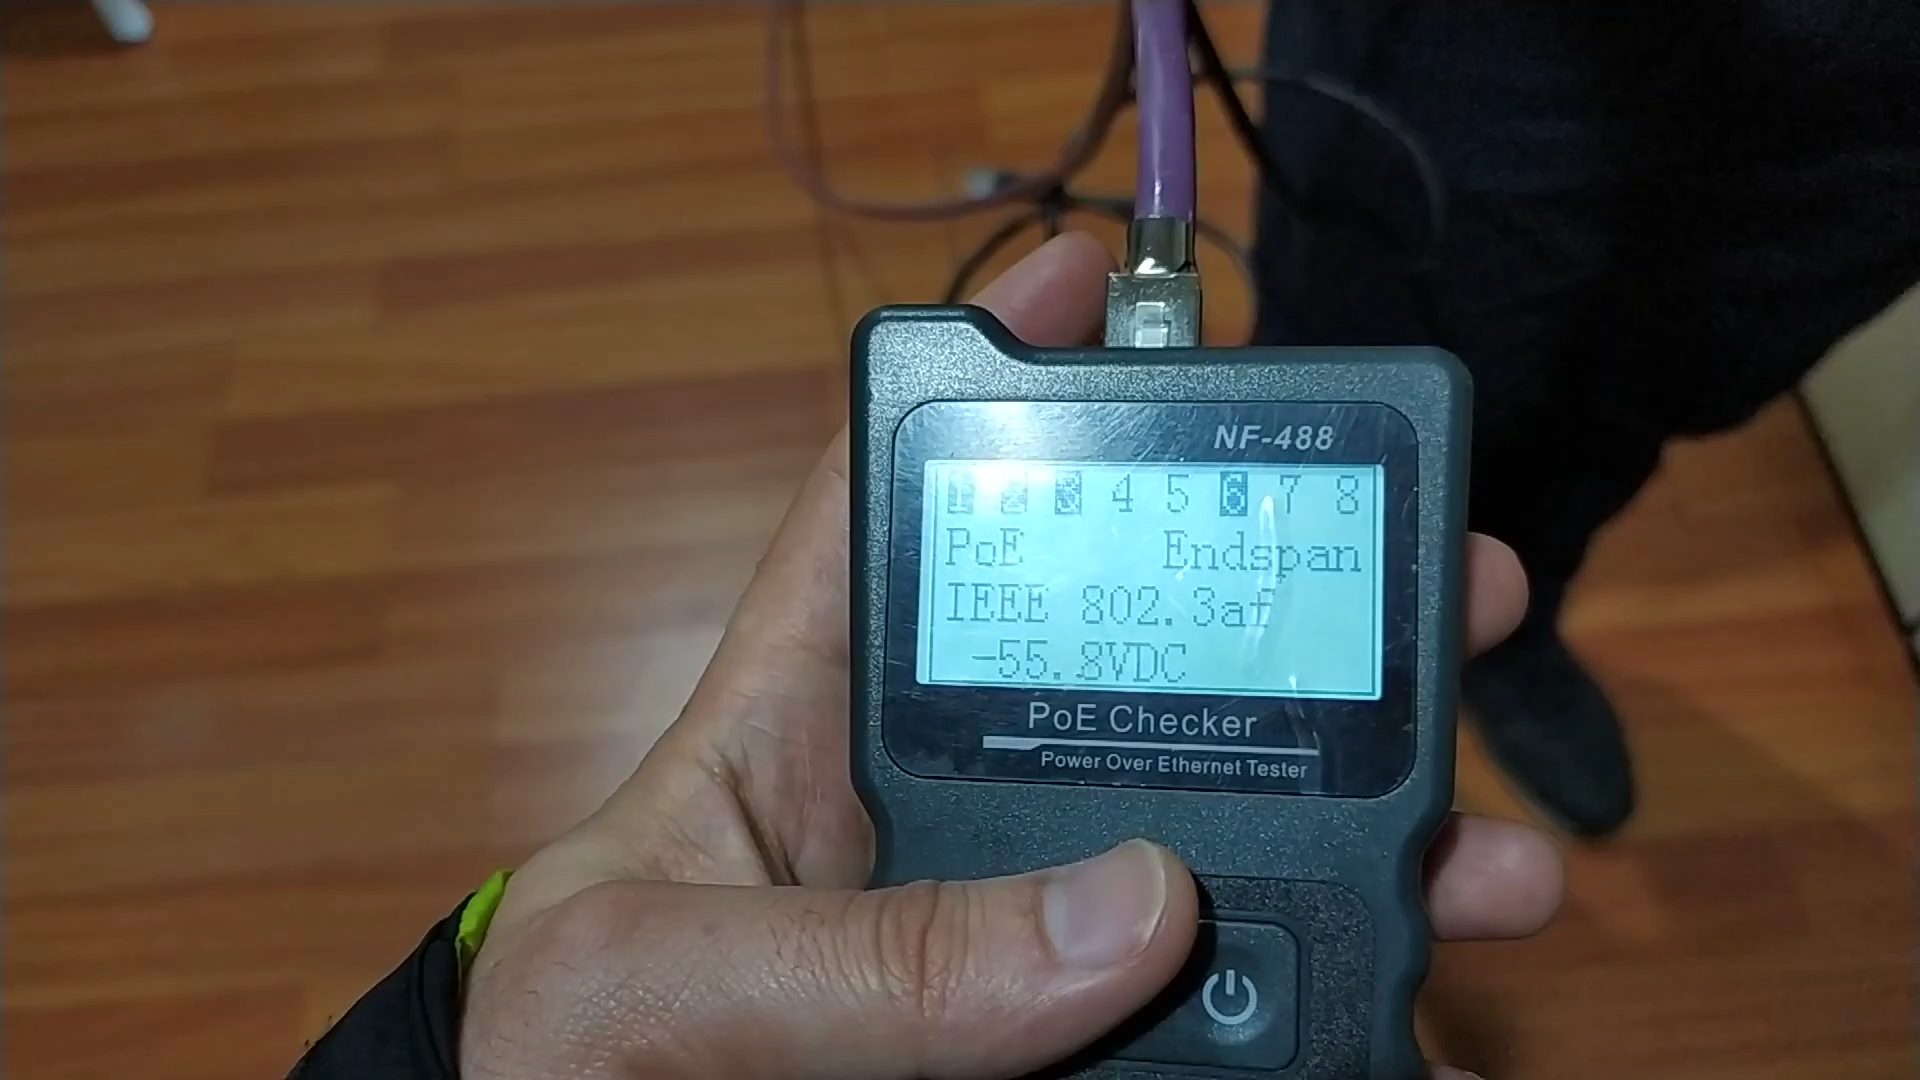 NF-488
1 2 3 4 5 6 7 8
PoE Endspan
IEEE 802.3af
-55.8VDC
PoE Checker
Power Over Ethernet Tester